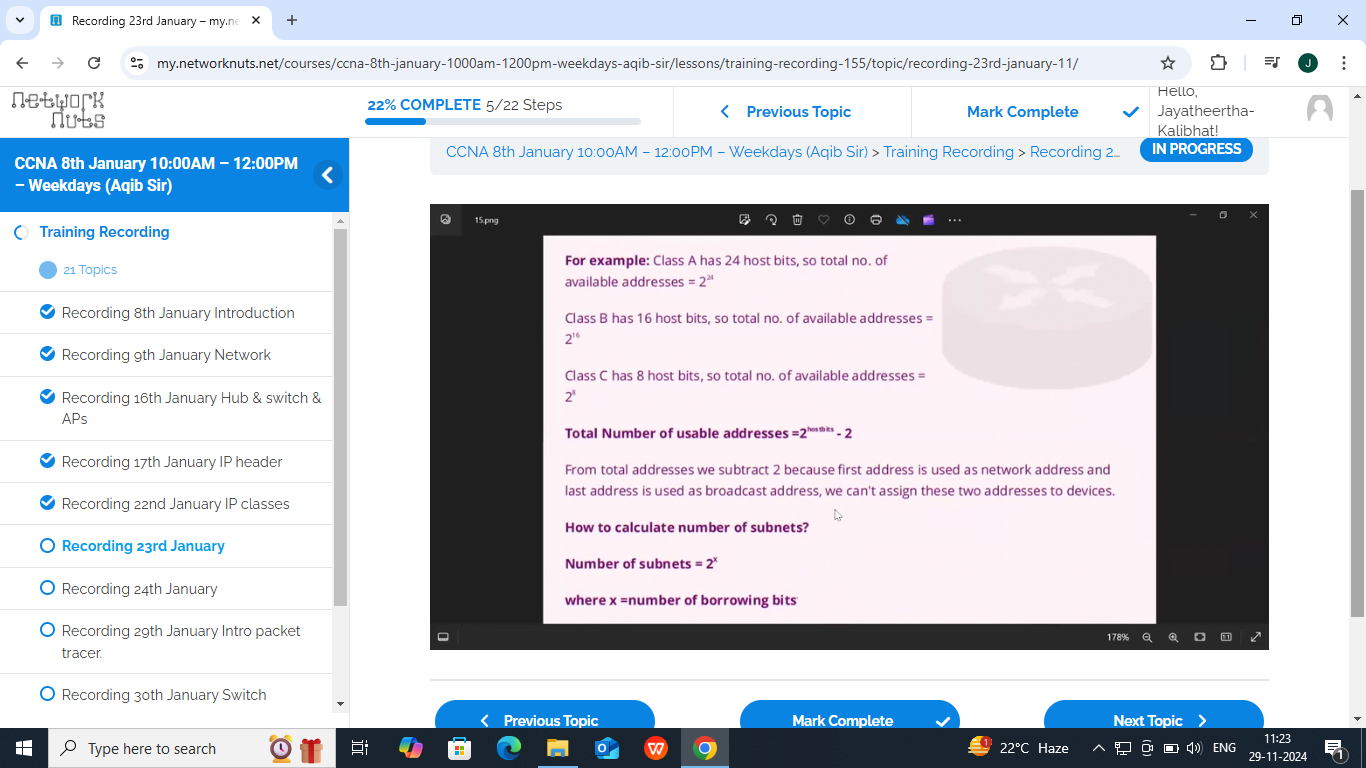 Recording 23rd January – my.ne
my.networknuts.net/courses/ccna-8th-january-1000am-1200pm-weekdays-aqib-sir/lessons/training-recording-155/topic/recording-23rd-january-11/
J
network
nuts
22% COMPLETE 5/22 Steps
Previous Topic
Mark Complete
Hello,
Jayatheertha-
Kalibhat!
CCNA 8th January 10:00AM – 12:00PM
– Weekdays (Aqib Sir)
Training Recording
21 Topics
Recording 8th January Introduction
Recording 9th January Network
Recording 16th January Hub & switch &
APs
Recording 17th January IP header
Recording 22nd January IP classes
Recording 23rd January
Recording 24th January
Recording 29th January Intro packet
tracer.
Recording 30th January Switch
CCNA 8th January 10:00AM – 12:00PM – Weekdays (Aqib Sir) > Training Recording > Recording 2...
IN PROGRESS
15.png
For example: Class A has 24 host bits, so total no. of
available addresses = 2²⁴
Class B has 16 host bits, so total no. of available addresses =
2¹⁶
Class C has 8 host bits, so total no. of available addresses =
2⁸
Total Number of usable addresses =2^hostbits - 2
From total addresses we subtract 2 because first address is used as network address and
last address is used as broadcast address, we can't assign these two addresses to devices.
How to calculate number of subnets?
Number of subnets = 2ˣ
where x =number of borrowing bits
178%
Previous Topic
Mark Complete
Next Topic
Type here to search
22°C Haze
ENG
11:23
29-11-2024
1
1